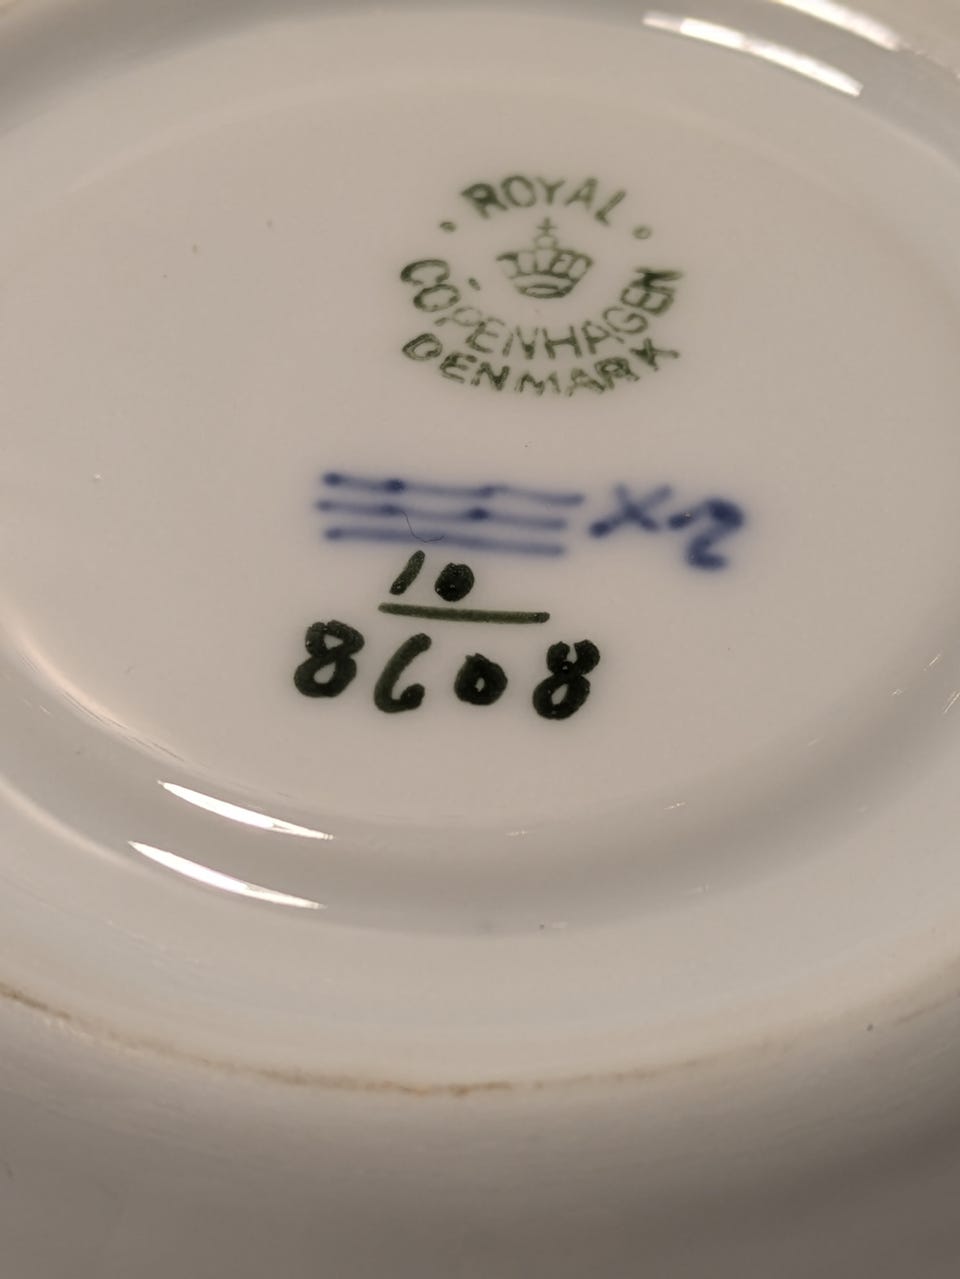 ROYAL
COPENHAGEN
DENMARK
10
8608